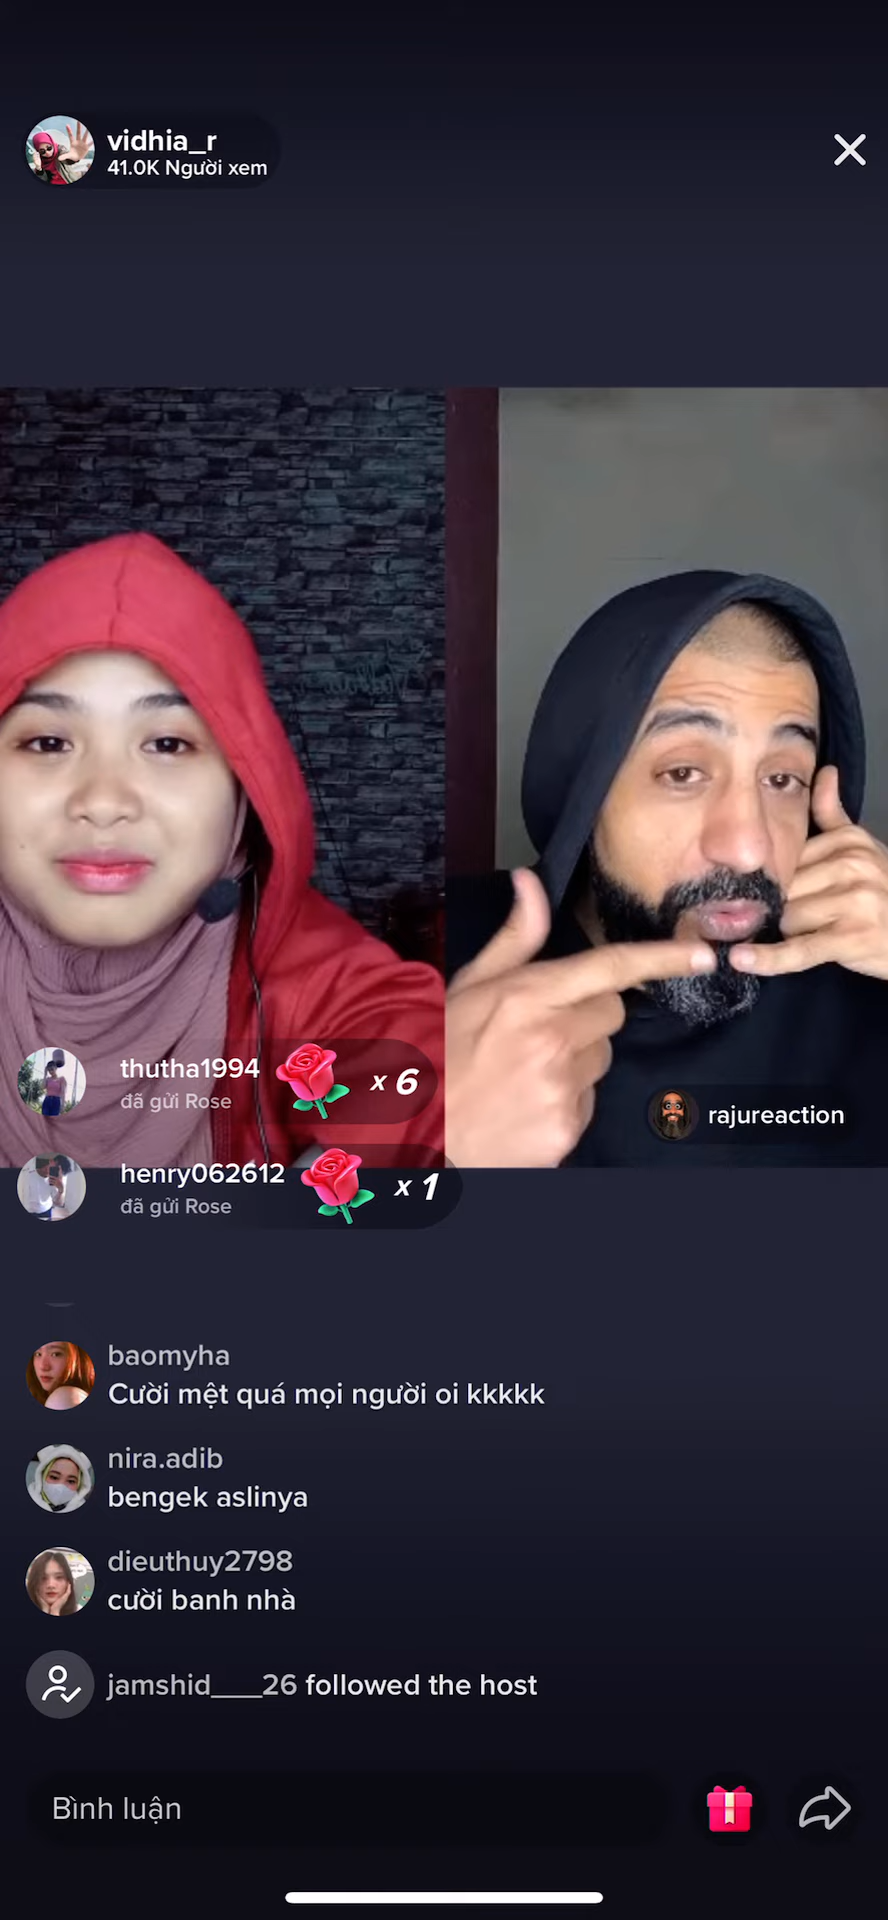 vidhia_r
41.0K Người xem
thutha1994
đã gửi Rose
x 6
rajureaction
henry062612
đã gửi Rose
x 1
baomyha
Cười mệt quá mọi người oi kkkkk
nira.adib
bengek aslinya
dieuthuy2798
cười banh nhà
jamshid___26 followed the host
Bình luận